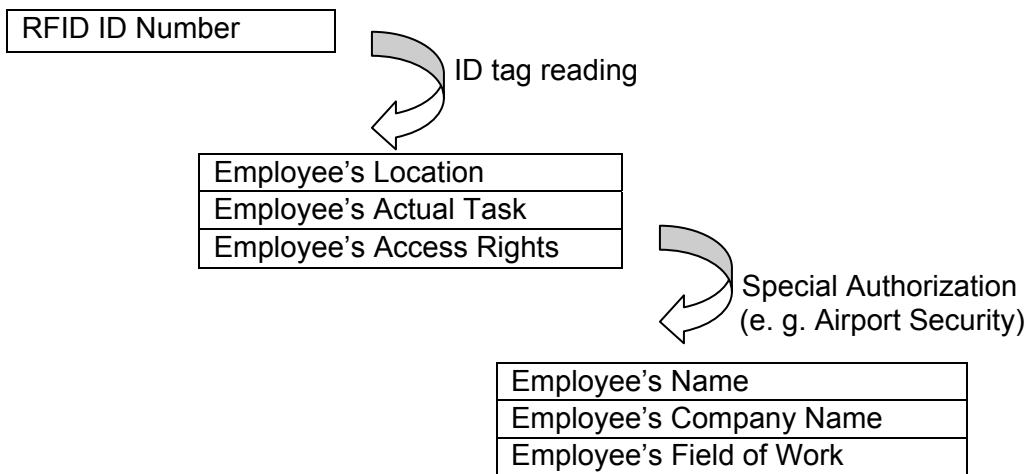 RFID ID Number
ID tag reading
Employee’s Location
Employee’s Actual Task
Employee’s Access Rights
Special Authorization
(e. g. Airport Security)
Employee’s Name
Employee’s Company Name
Employee’s Field of Work